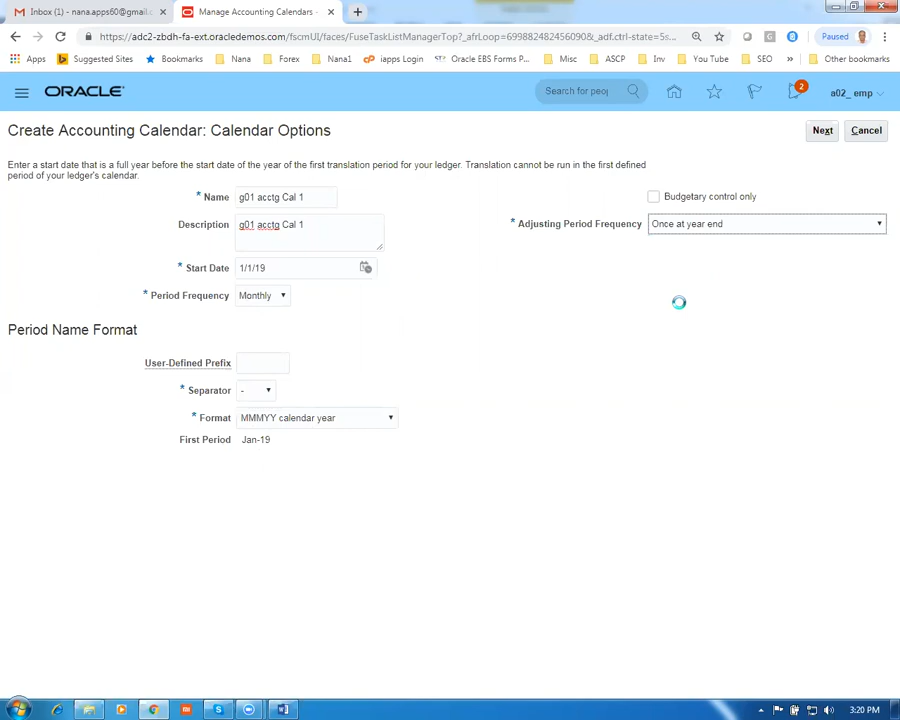 Inbox (1) - nana.apps60@gmail.c
Manage Accounting Calendars -
https://adc2-zbdh-fa-ext.oracledemos.com/fscmUI/faces/FuseTaskListManagerTop?_afrLoop=69988248245609O&_adf.ctrl-state=5s...
Paused
Apps
Suggested Sites
Bookmarks
Nana
Forex
Nana1
iapps Login
Oracle EBS Forms P...
Misc
ASCP
Inv
You Tube
SEO
»
Other bookmarks
ORACLE
Search for peop
2
a02_ emp
Create Accounting Calendar: Calendar Options
Next
Cancel
Enter a start date that is a full year before the start date of the year of the first translation period for your ledger. Translation cannot be run in the first defined
period of your ledger's calendar.
* Name g01 acctg Cal 1
Budgetary control only
Description g01 acctg Cal 1
* Adjusting Period Frequency Once at year end
* Start Date 1/1/19
* Period Frequency Monthly
Period Name Format
User-Defined Prefix
* Separator -
* Format MMMYY calendar year
First Period Jan-19
3:20 PM